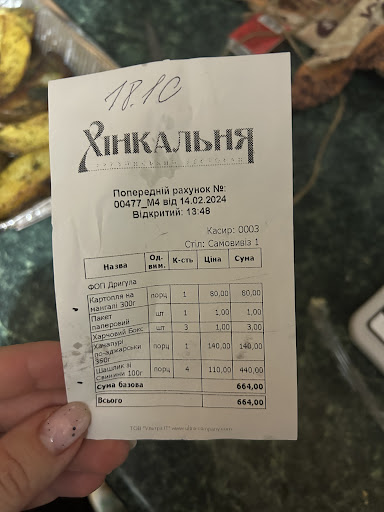 18.10
ХІНКАЛЬНЯ
Попередній рахунок №:
00477_М4 від 14.02.2024
Відкритий: 13:48
Касир: 0003
Стіл: Самовивіз 1
Назва Од. вим. К-сть Ціна Сума
ФОП Дригула
Картопля на
мангалі 300г порц 1 80,00 80,00
Пакет
паперовий шт 1 1,00 1,00
Харчовий Бокс шт 3 1,00 3,00
Хачапурі
по-аджарськи
350г порц 1 140,00 140,00
Шашлик зі
Свинини 100г порц 4 110,00 440,00
Сума базова 664,00
Всього 664,00